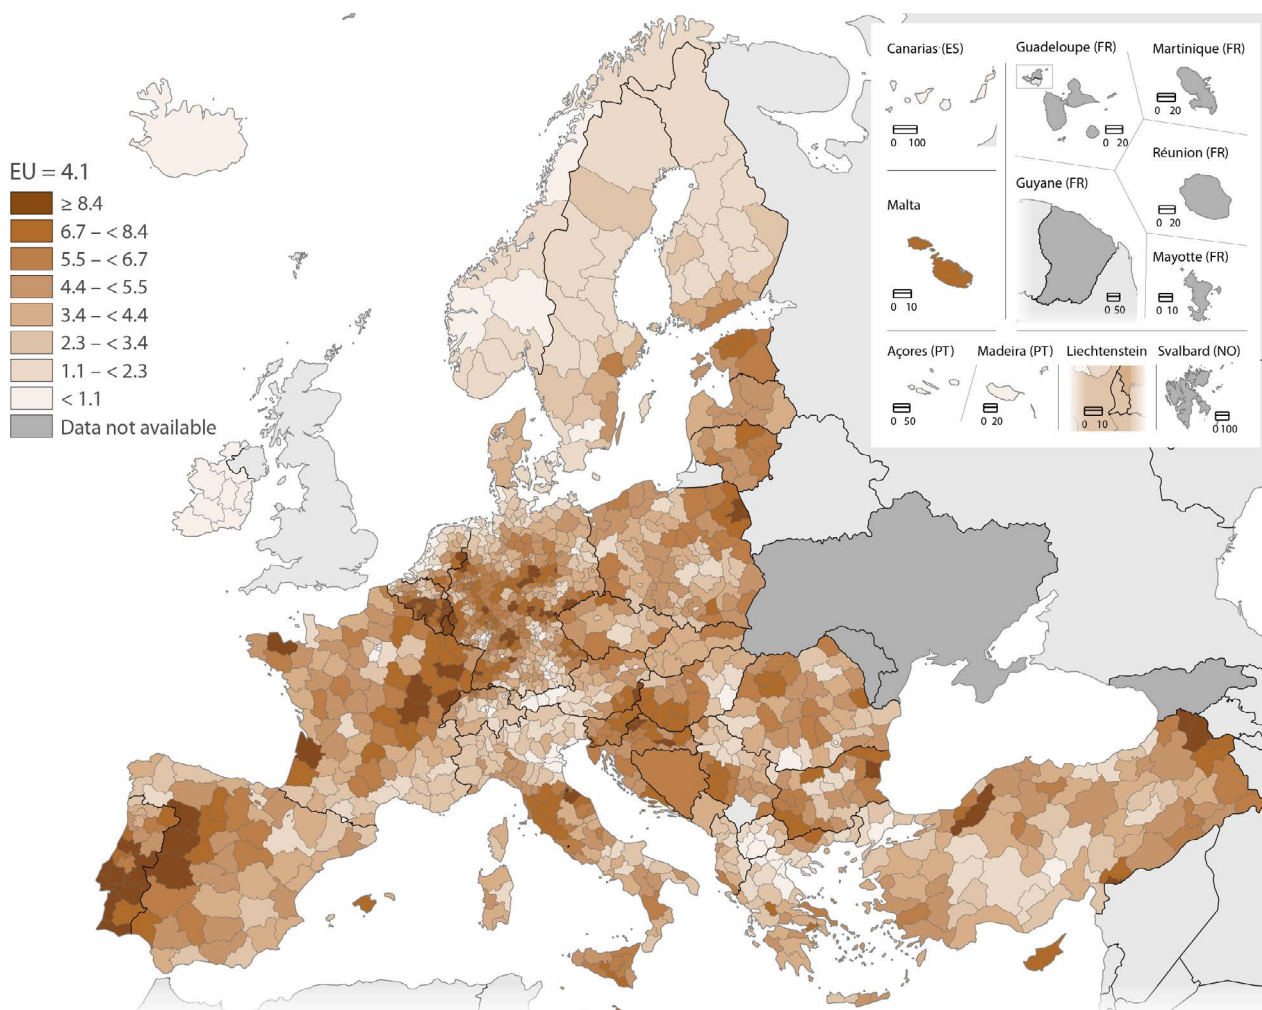 EU = 4.1
≥ 8.4
6.7 – < 8.4
5.5 – < 6.7
4.4 – < 5.5
3.4 – < 4.4
2.3 – < 3.4
1.1 – < 2.3
< 1.1
Data not available
Canarias (ES)
0 100
Guadeloupe (FR)
0 20
Martinique (FR)
0 20
Réunion (FR)
0 20
Malta
0 10
Guyane (FR)
0 50
Mayotte (FR)
0 10
Açores (PT)
0 50
Madeira (PT)
0 20
Liechtenstein
0 10
Svalbard (NO)
0 100